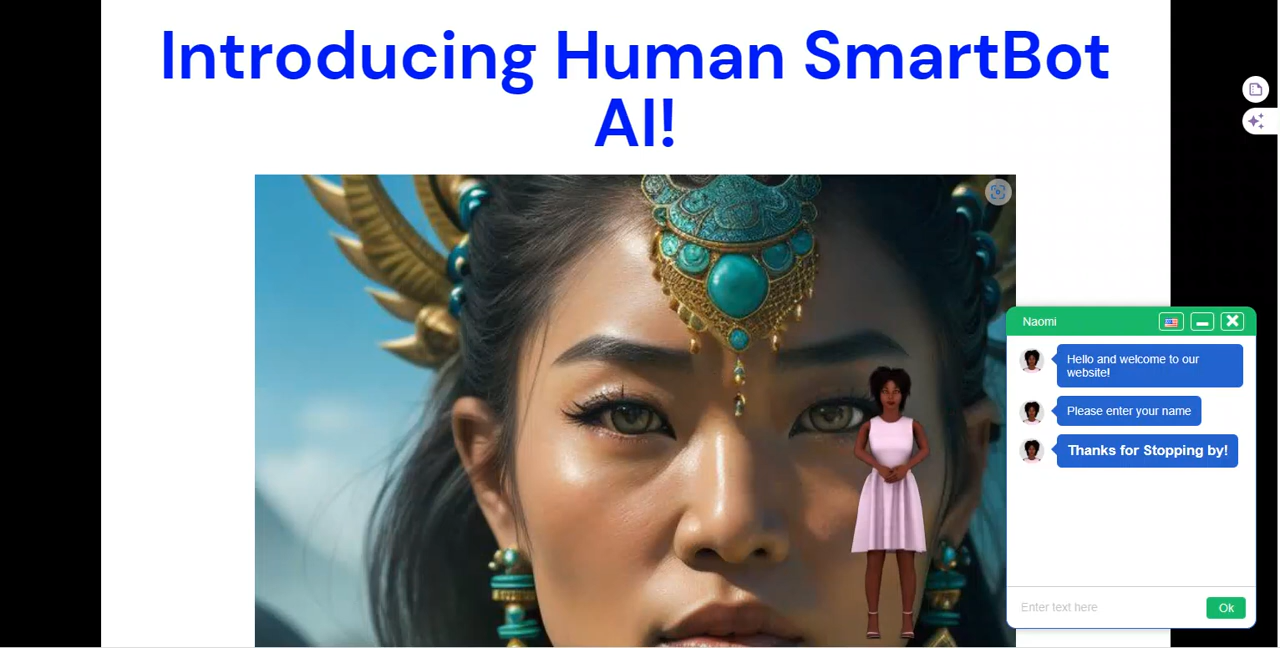 Introducing Human SmartBot
AI!
Naomi
Hello and welcome to our
website!
Please enter your name
Thanks for Stopping by!
Enter text here
Ok